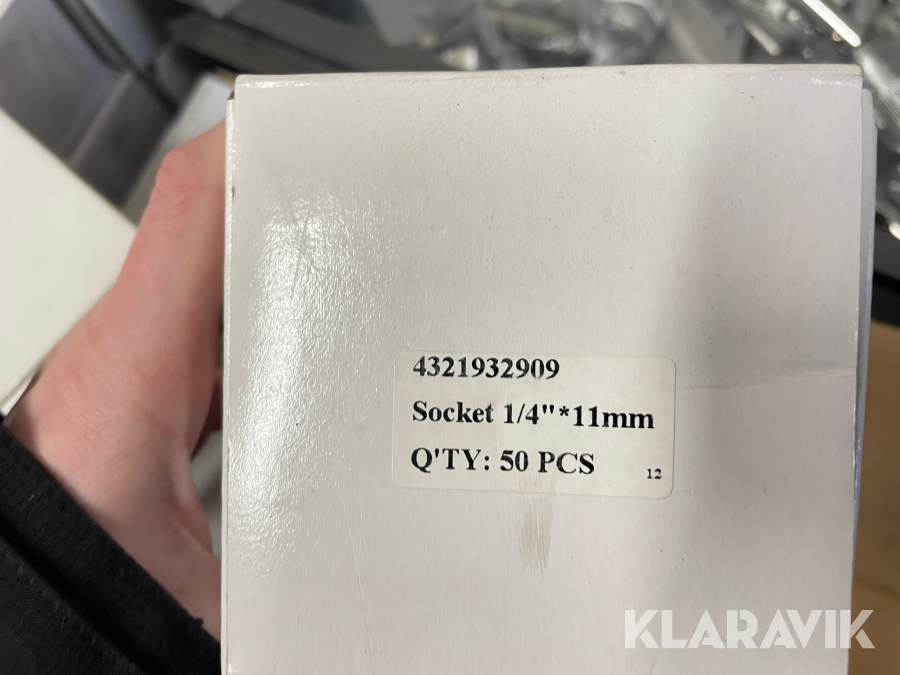 4321932909
Socket 1/4"*11mm
Q'TY: 50 PCS
12
KLARAVIK